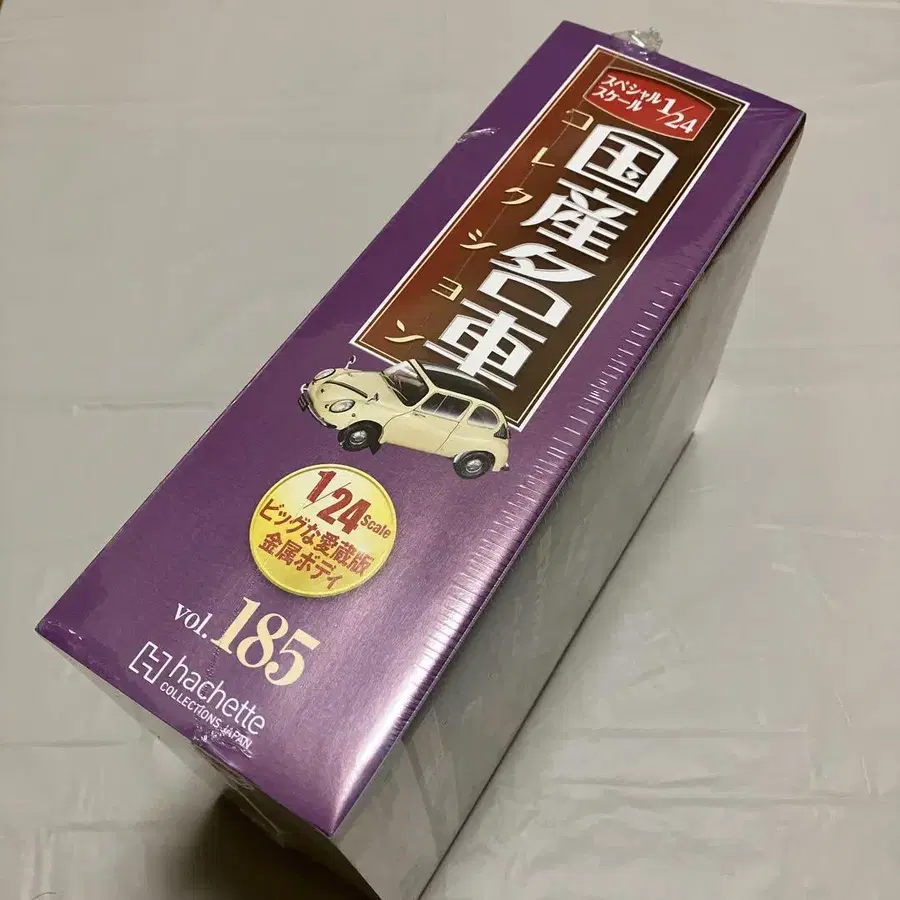 スペシャル
スケール
1/24
国産名車
コレクション
1/24 Scale
ビッグな愛蔵版
金属ボディ
vol.185
hachette
COLLECTIONS JAPAN